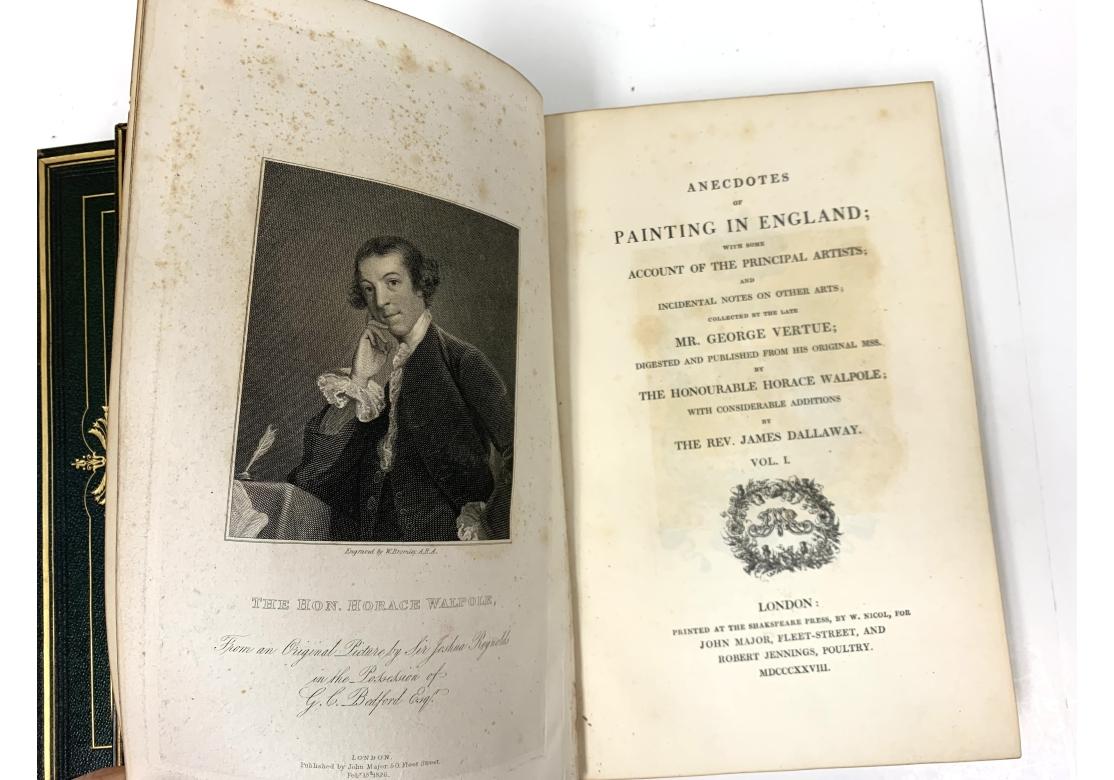 Engraved by W. Bromley A.R.A.
THE HON. HORACE WALPOLE,
From an Original Picture by Sir Joshua Reynolds
in the Possession of
G. C. Bedford Esqr.
LONDON.
Published by John Major 50 Fleet Street.
Feby. 15th 1826.
ANECDOTES
OF
PAINTING IN ENGLAND;
WITH SOME
ACCOUNT OF THE PRINCIPAL ARTISTS;
AND
INCIDENTAL NOTES ON OTHER ARTS;
COLLECTED BY THE LATE
MR. GEORGE VERTUE;
DIGESTED AND PUBLISHED FROM HIS ORIGINAL MSS.
BY
THE HONOURABLE HORACE WALPOLE;
WITH CONSIDERABLE ADDITIONS
BY
THE REV. JAMES DALLAWAY.
VOL. I.
LONDON:
PRINTED AT THE SHAKSPEARE PRESS, BY W. NICOL, FOR
JOHN MAJOR, FLEET-STREET, AND
ROBERT JENNINGS, POULTRY.
MDCCCXXVIII.